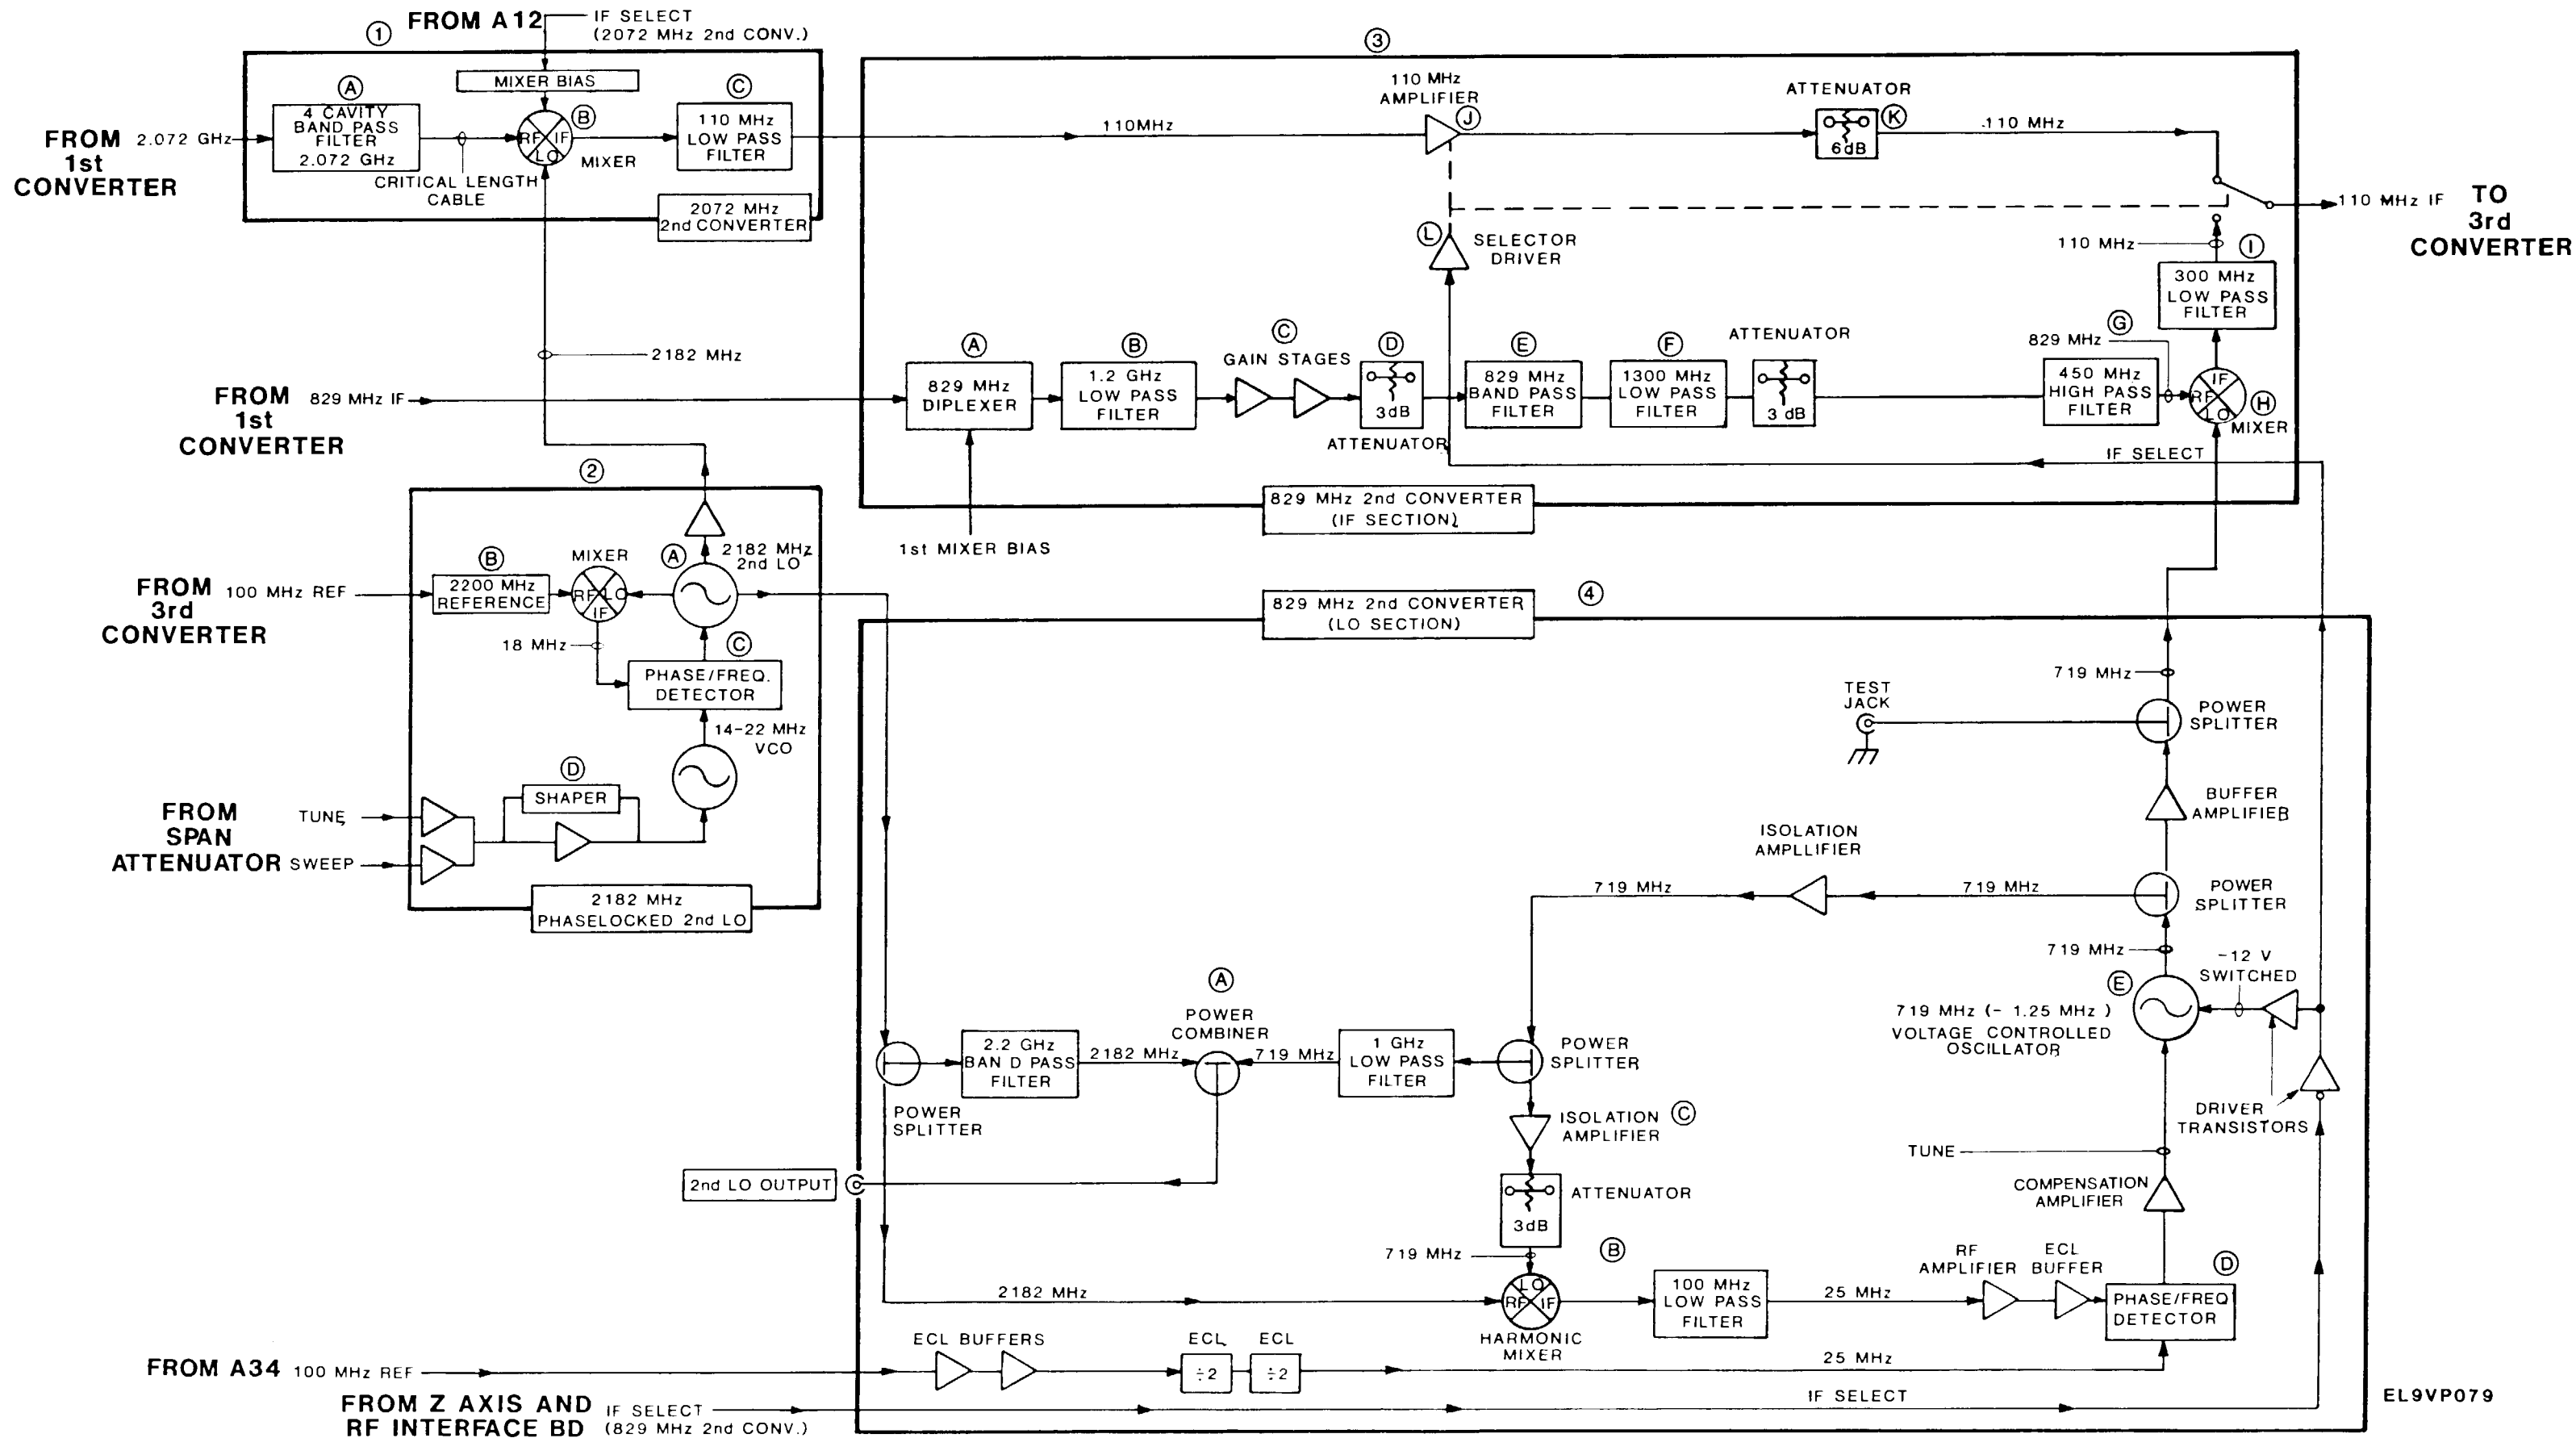 FROM A12
IF SELECT
(2072 MHz 2nd CONV.)
1
MIXER BIAS
A
4 CAVITY
BAND PASS
FILTER
2.072 GHz
B
RF IF
LO
MIXER
C
110 MHz
LOW PASS
FILTER
FROM
1st
CONVERTER
2.072 GHz
CRITICAL LENGTH
CABLE
2072 MHz
2nd CONVERTER
2182 MHz
3
110MHz
110 MHz
AMPLIFIER
J
ATTENUATOR
K
6dB
110 MHz
110 MHz IF
TO
3rd
CONVERTER
L
SELECTOR
DRIVER
110 MHz
I
300 MHz
LOW PASS
FILTER
FROM
1st
CONVERTER
829 MHz IF
A
829 MHz
DIPLEXER
B
1.2 GHz
LOW PASS
FILTER
C
GAIN STAGES
D
3dB
ATTENUATOR
E
829 MHz
BAND PASS
FILTER
F
1300 MHz
LOW PASS
FILTER
ATTENUATOR
3 dB
G
829 MHz
450 MHz
HIGH PASS
FILTER
IF
RF
LO
H
MIXER
IF SELECT
1st MIXER BIAS
829 MHz 2nd CONVERTER
(IF SECTION)
2
FROM
3rd
CONVERTER
100 MHz REF
B
2200 MHz
REFERENCE
MIXER
RF LO
IF
A
2182 MHz
2nd LO
18 MHz
C
PHASE/FREQ.
DETECTOR
14-22 MHz
VCO
D
SHAPER
FROM
SPAN
ATTENUATOR
TUNE
SWEEP
2182 MHz
PHASELOCKED 2nd LO
829 MHz 2nd CONVERTER
(LO SECTION)
4
719 MHz
TEST
JACK
POWER
SPLITTER
BUFFER
AMPLIFIER
ISOLATION
AMPLLIFIER
719 MHz
719 MHz
POWER
SPLITTER
719 MHz
-12 V
SWITCHED
E
719 MHz (- 1.25 MHz )
VOLTAGE CONTROLLED
OSCILLATOR
A
POWER
COMBINER
2.2 GHz
BAN D PASS
FILTER
2182 MHz
719 MHz
1 GHz
LOW PASS
FILTER
POWER
SPLITTER
POWER
SPLITTER
ISOLATION
AMPLIFIER
C
DRIVER
TRANSISTORS
TUNE
2nd LO OUTPUT
ATTENUATOR
3dB
COMPENSATION
AMPLIFIER
719 MHz
B
2182 MHz
LO
RF IF
HARMONIC
MIXER
100 MHz
LOW PASS
FILTER
25 MHz
RF
AMPLIFIER
ECL
BUFFER
D
PHASE/FREQ
DETECTOR
FROM A34
100 MHz REF
ECL BUFFERS
ECL
÷2
ECL
÷2
25 MHz
FROM Z AXIS AND
RF INTERFACE BD
IF SELECT
(829 MHz 2nd CONV.)
IF SELECT
EL9VP079